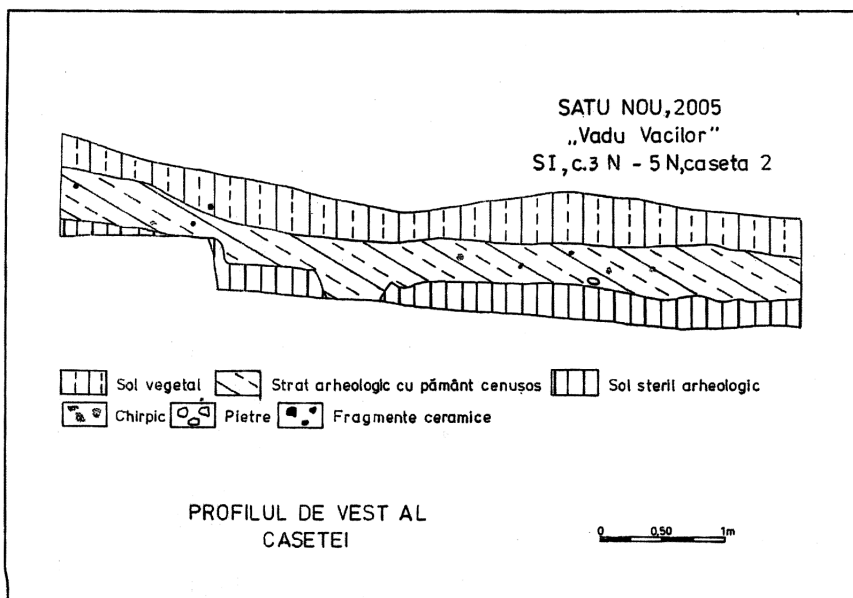 SATU NOU, 2005
„Vadu Vacilor”
SI, c.3 N - 5 N, caseta 2
Sol vegetal
Strat arheologic cu pământ cenușos
Sol steril arheologic
Chirpic
Pietre
Fragmente ceramice
PROFILUL DE VEST AL
CASETEI
0 0,50 1m